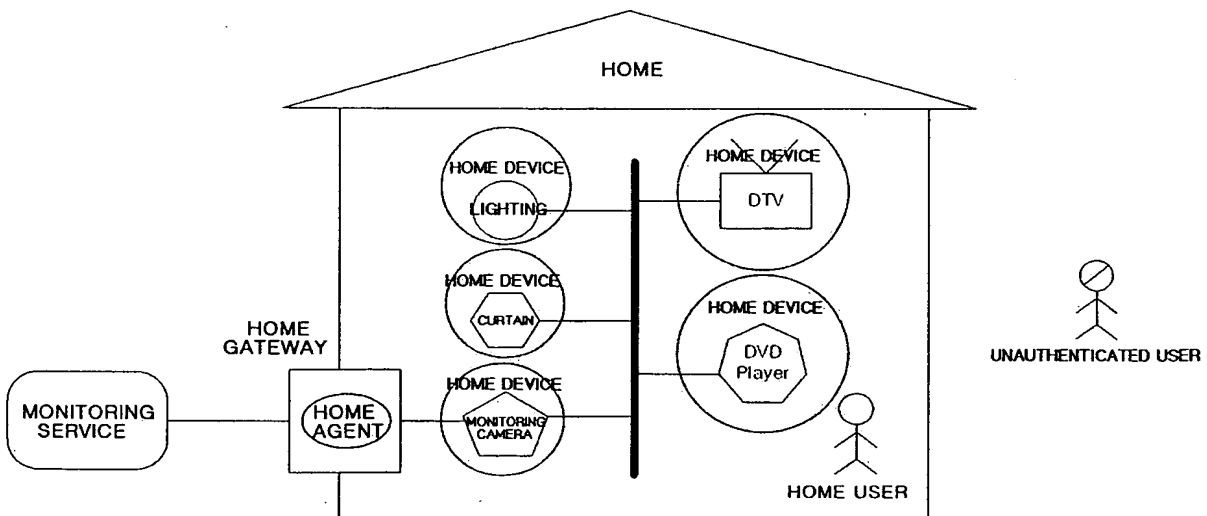 HOME
HOME DEVICE
LIGHTING
HOME DEVICE
DTV
HOME DEVICE
CURTAIN
HOME DEVICE
DVD
Player
HOME
GATEWAY
HOME DEVICE
MONITORING
CAMERA
HOME
AGENT
MONITORING
SERVICE
HOME USER
UNAUTHENTICATED USER